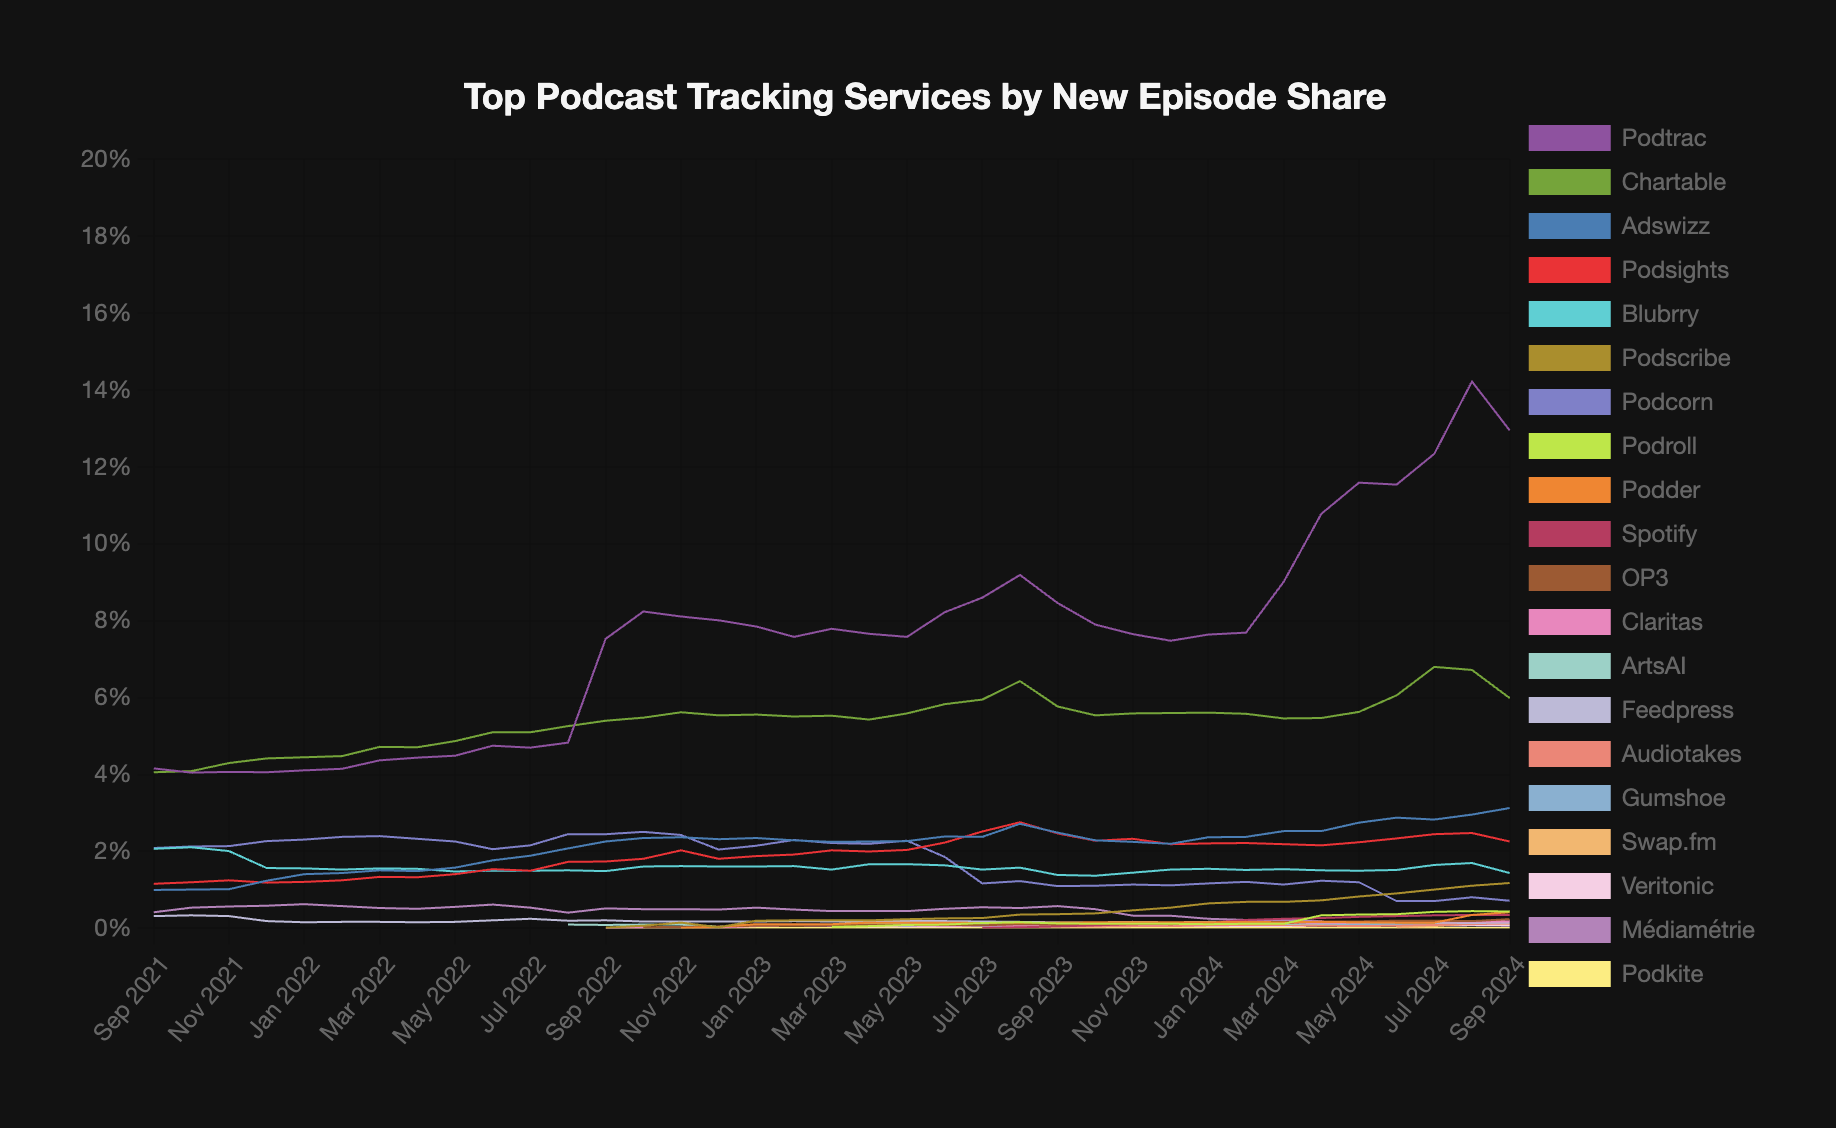 Top Podcast Tracking Services by New Episode Share
20%
18%
16%
14%
12%
10%
8%
6%
4%
2%
0%
Sep 2021
Nov 2021
Jan 2022
Mar 2022
May 2022
Jul 2022
Sep 2022
Nov 2022
Jan 2023
Mar 2023
May 2023
Jul 2023
Sep 2023
Nov 2023
Jan 2024
Mar 2024
May 2024
Jul 2024
Sep 2024
Podtrac
Chartable
Adswizz
Podsights
Blubrry
Podscribe
Podcorn
Podroll
Podder
Spotify
OP3
Claritas
ArtsAI
Feedpress
Audiotakes
Gumshoe
Swap.fm
Veritonic
Médiamétrie
Podkite